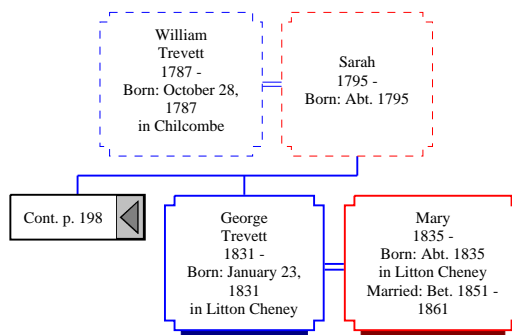 William
Trevett
1787 -
Born: October 28,
1787
in Chilcombe
Sarah
1795 -
Born: Abt. 1795
Cont. p. 198
George
Trevett
1831 -
Born: January 23,
1831
in Litton Cheney
Mary
1835 -
Born: Abt. 1835
in Litton Cheney
Married: Bet. 1851 -
1861